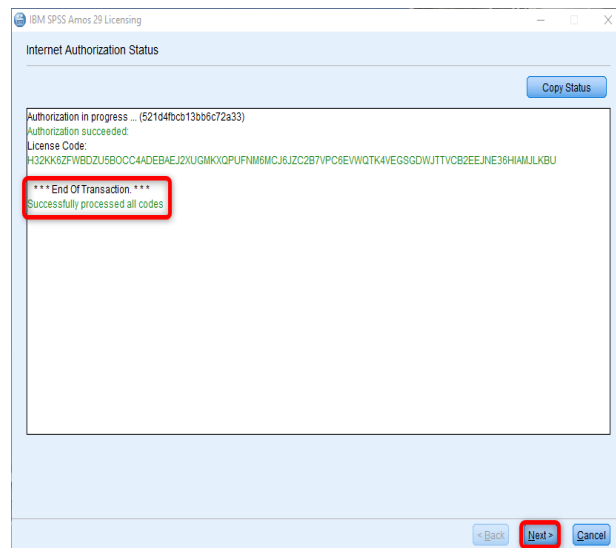 IBM SPSS Amos 29 Licensing
Internet Authorization Status
Copy Status
Authorization in progress ... (521d4fbcb13bb6c72a33)
Authorization succeeded:
License Code:
H32KK6ZFWBDZU5BOCC4ADEBAEJ2XUGMKXQPUFNM6MCJ6JZC2B7VPC6EVWQTK4VEGSGDWJTTVCB2EEJNE36HIAMJLKBU
* * * End Of Transaction. * * *
Successfully processed all codes
< Back
Next >
Cancel